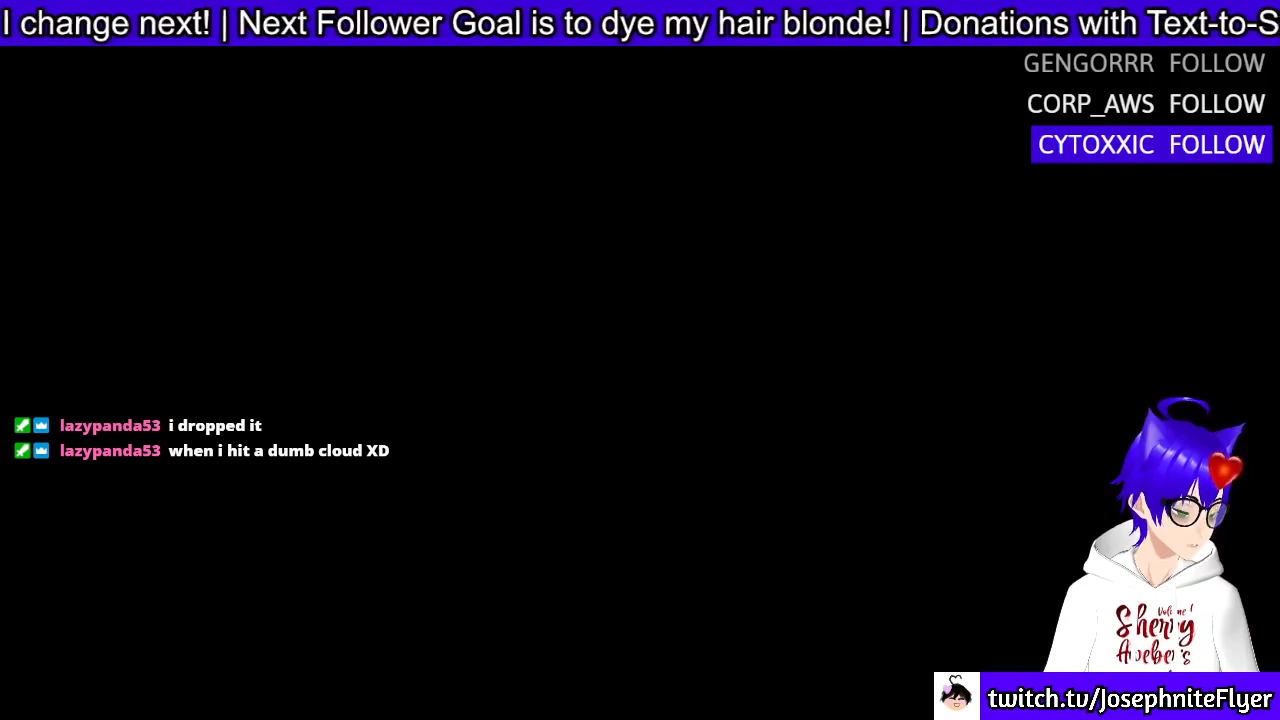 I change next! | Next Follower Goal is to dye my hair blonde! | Donations with Text-to-S
GENGORRR FOLLOW
CORP_AWS FOLLOW
CYTOXXIC FOLLOW
lazypanda53 i dropped it
lazypanda53 when i hit a dumb cloud XD
Sherry
twitch.tv/JosephniteFlyer